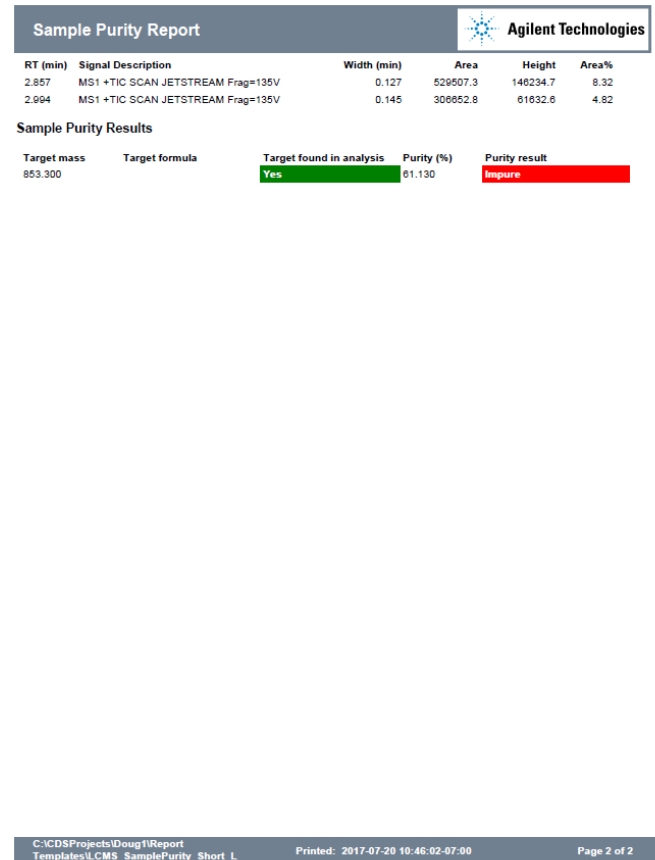 Sample Purity Report
Agilent Technologies
RT (min) Signal Description Width (min) Area Height Area%
2.857 MS1 +TIC SCAN JETSTREAM Frag=135V 0.127 529507.3 146234.7 8.32
2.994 MS1 +TIC SCAN JETSTREAM Frag=135V 0.145 306652.8 61632.6 4.82
Sample Purity Results
Target mass Target formula Target found in analysis Purity (%) Purity result
853.300 Yes 61.130 Impure
C:\CDSProjects\Doug1\Report
Templates\LCMS_SamplePurity_Short_L
Printed: 2017-07-20 10:46:02-07:00
Page 2 of 2